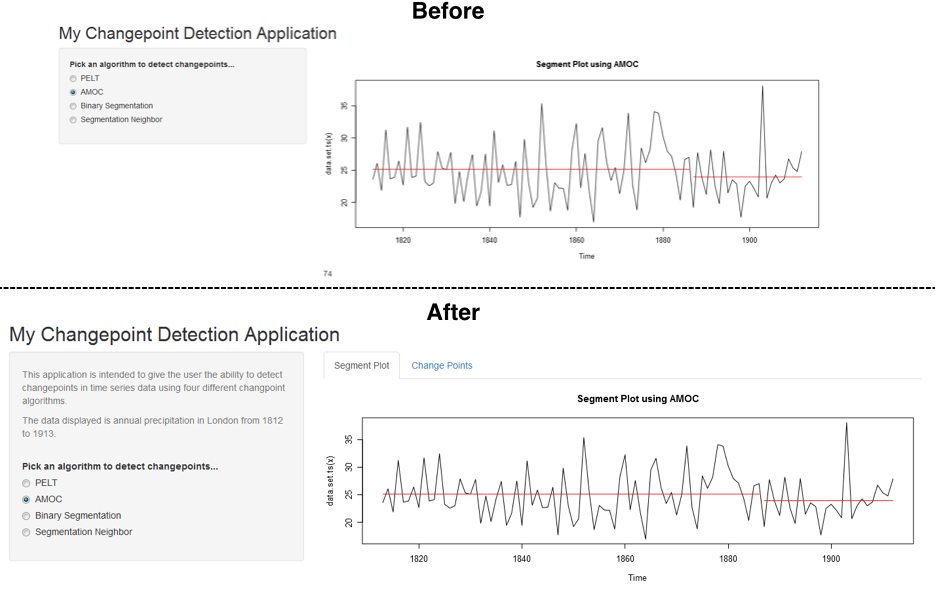 Before
My Changepoint Detection Application
Pick an algorithm to detect changepoints...
PELT
AMOC
Binary Segmentation
Segmentation Neighbor
Segment Plot using AMOC
data.set.ts(x)
35
30
25
20
1820 1840 1860 1880 1900
Time
74
After
My Changepoint Detection Application
This application is intended to give the user the ability to detect
changepoints in time series data using four different changpoint
algorithms.
The data displayed is annual precipitation in London from 1812
to 1913.
Pick an algorithm to detect changepoints...
PELT
AMOC
Binary Segmentation
Segmentation Neighbor
Segment Plot Change Points
Segment Plot using AMOC
data.set.ts(x)
35
30
25
20
1820 1840 1860 1880 1900
Time